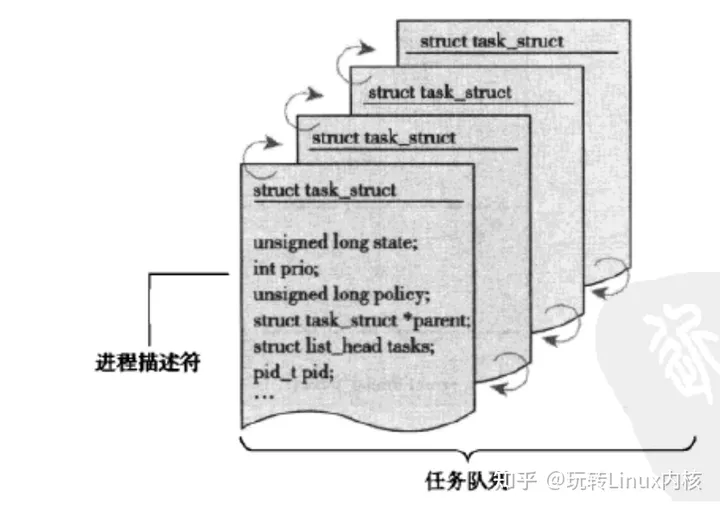 struct task_struct
struct task_struct
struct task_struct
struct task_struct
unsigned long state;
int prio;
unsigned long policy;
struct task_struct *parent;
struct list_head tasks;
pid_t pid;
...
进程描述符
任务队列
知乎 @玩转Linux内核